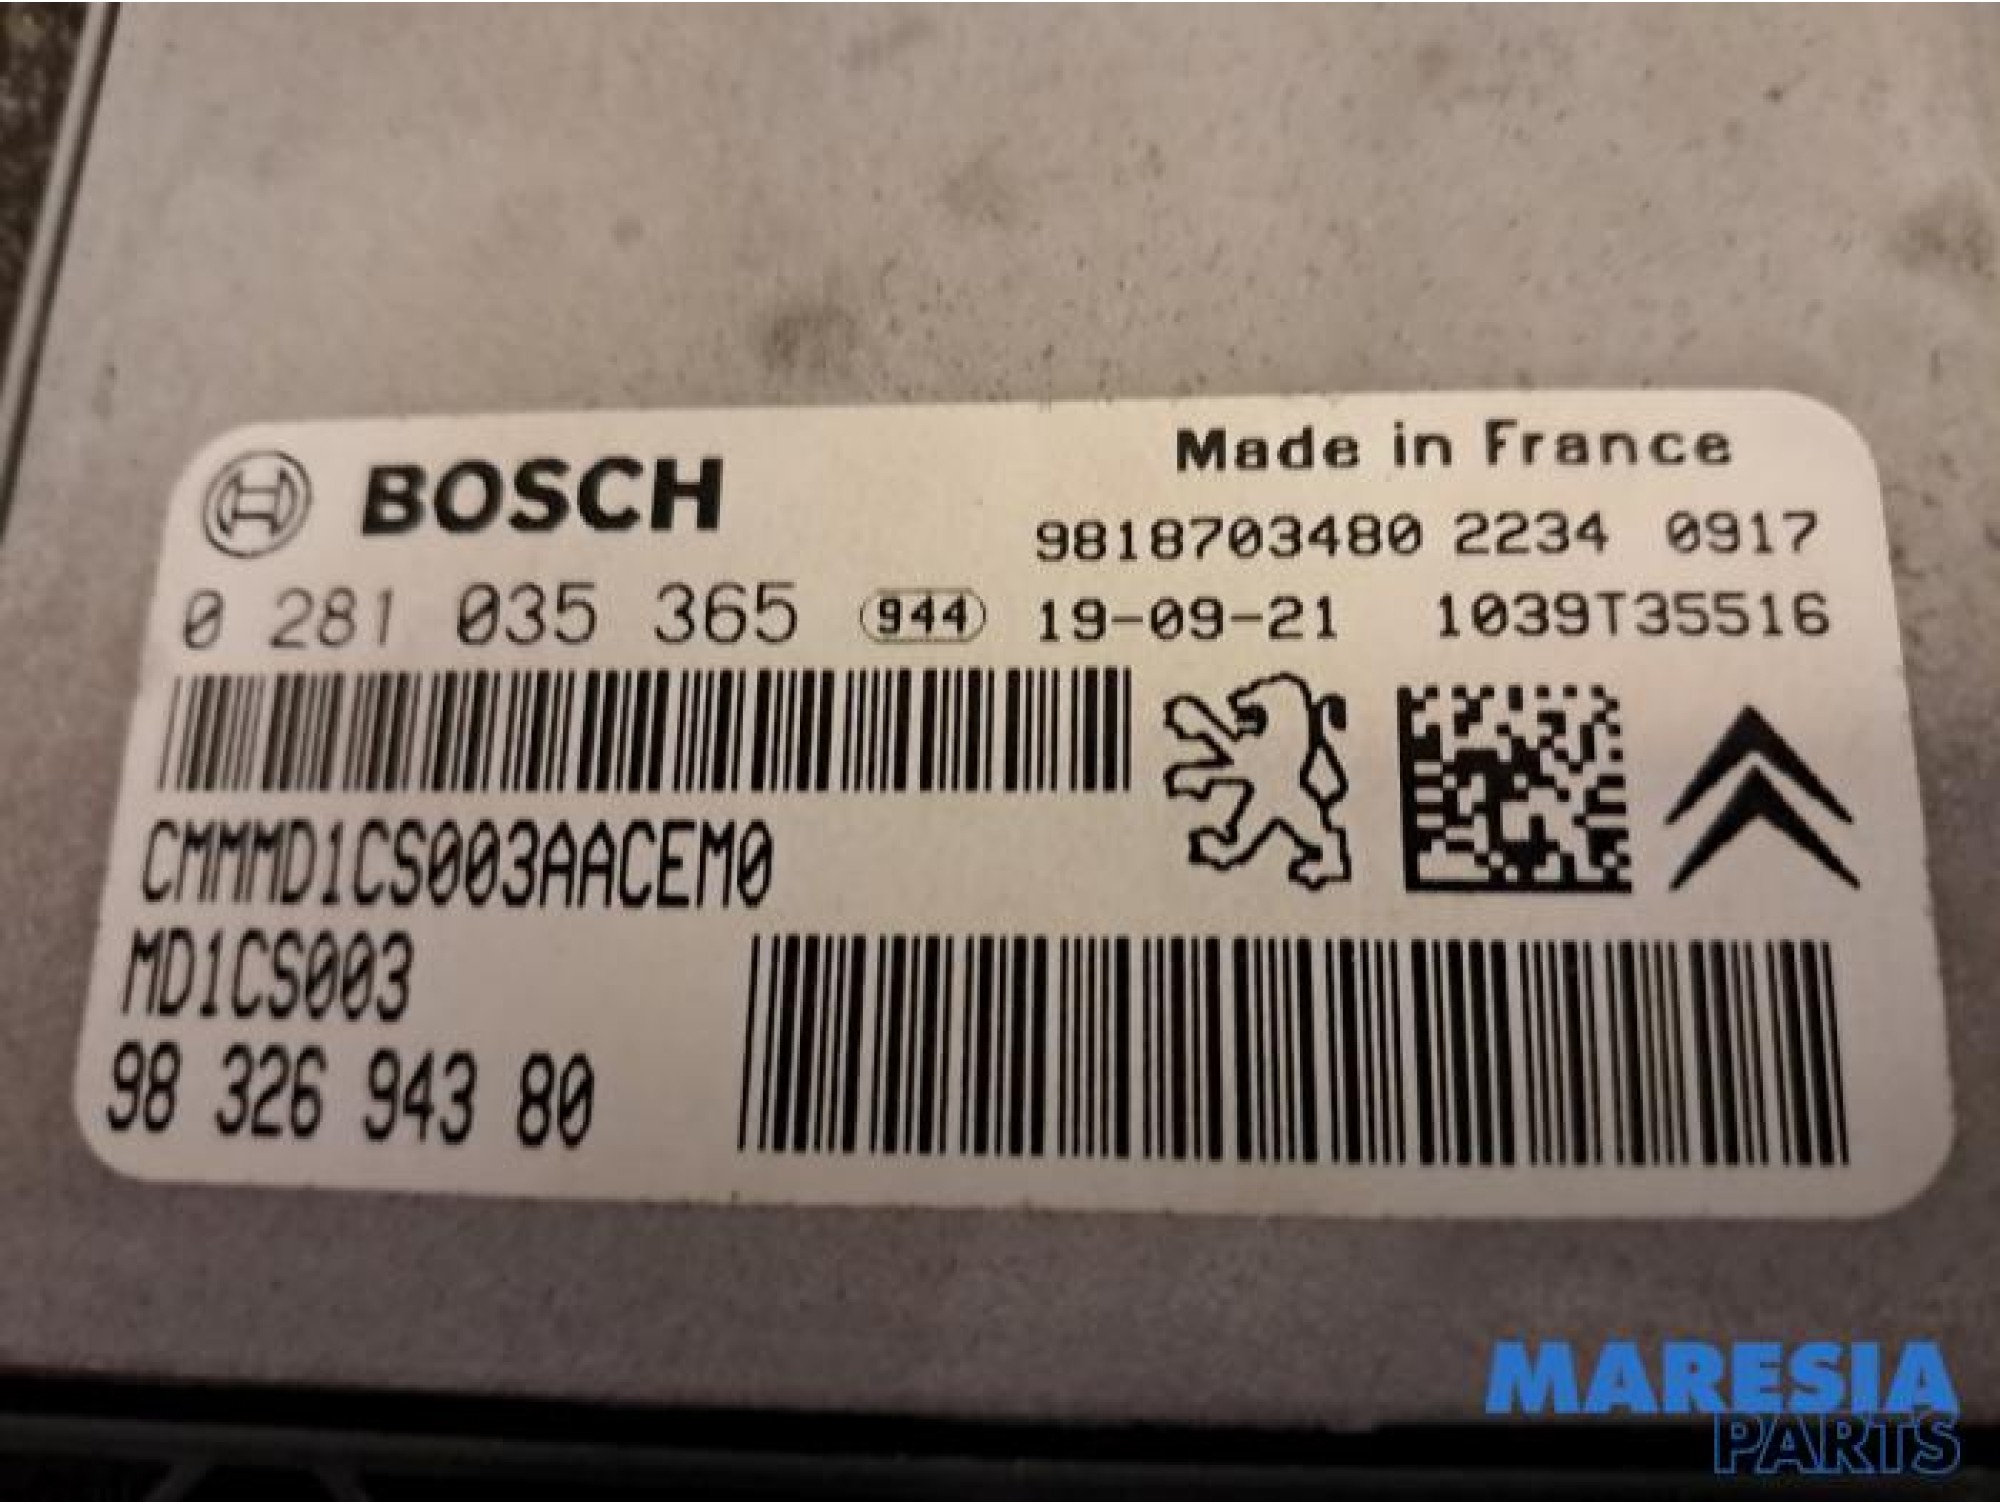 BOSCH
Made in France
9818703480 2234 0917
0 281 035 365 944 19-09-21 1039T35516
CMMMD1CS003AACEM0
MD1CS003
98 326 943 80
MARESIA
PARTS